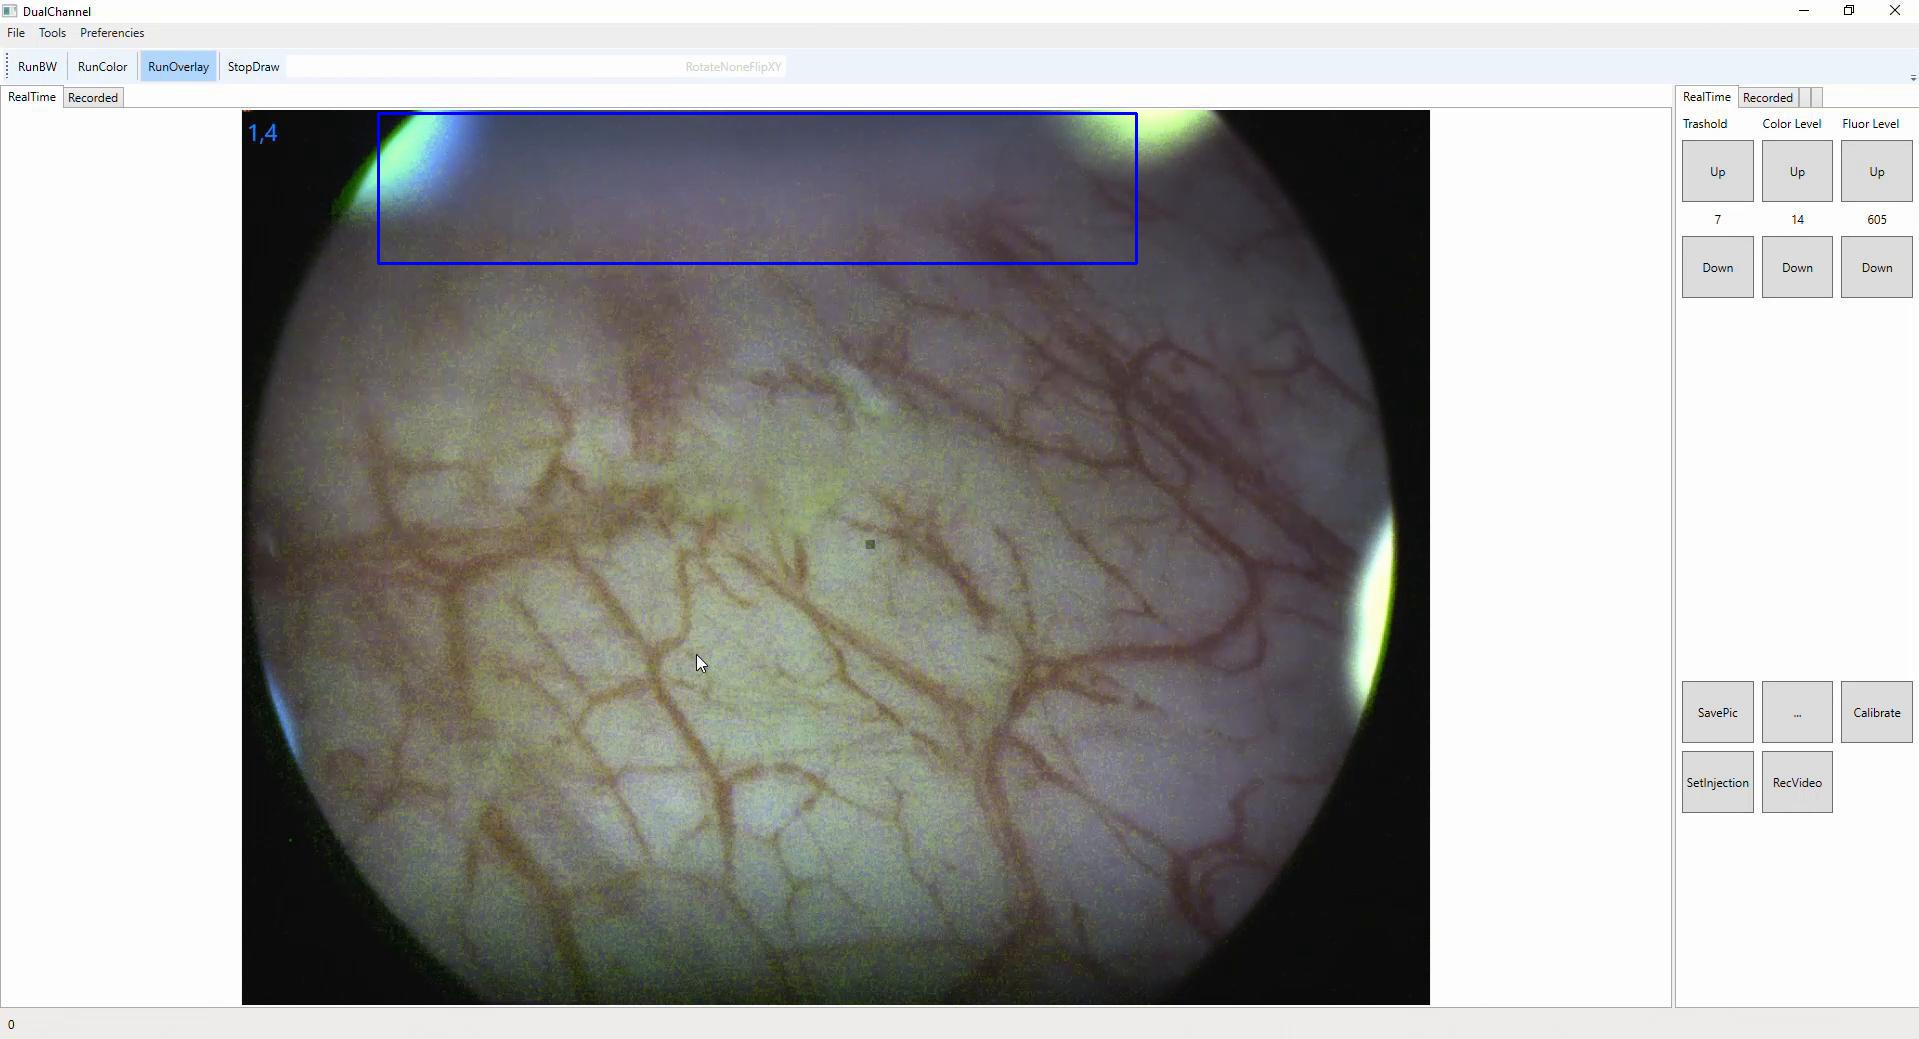 DualChannel
File Tools Preferencies
RunBW RunColor RunOverlay StopDraw RotateNoneFlipXY
RealTime Recorded
1,4
RealTime Recorded
Trashold Color Level Fluor Level
Up Up Up
7 14 605
Down Down Down
SavePic ... Calibrate
SetInjection RecVideo
0